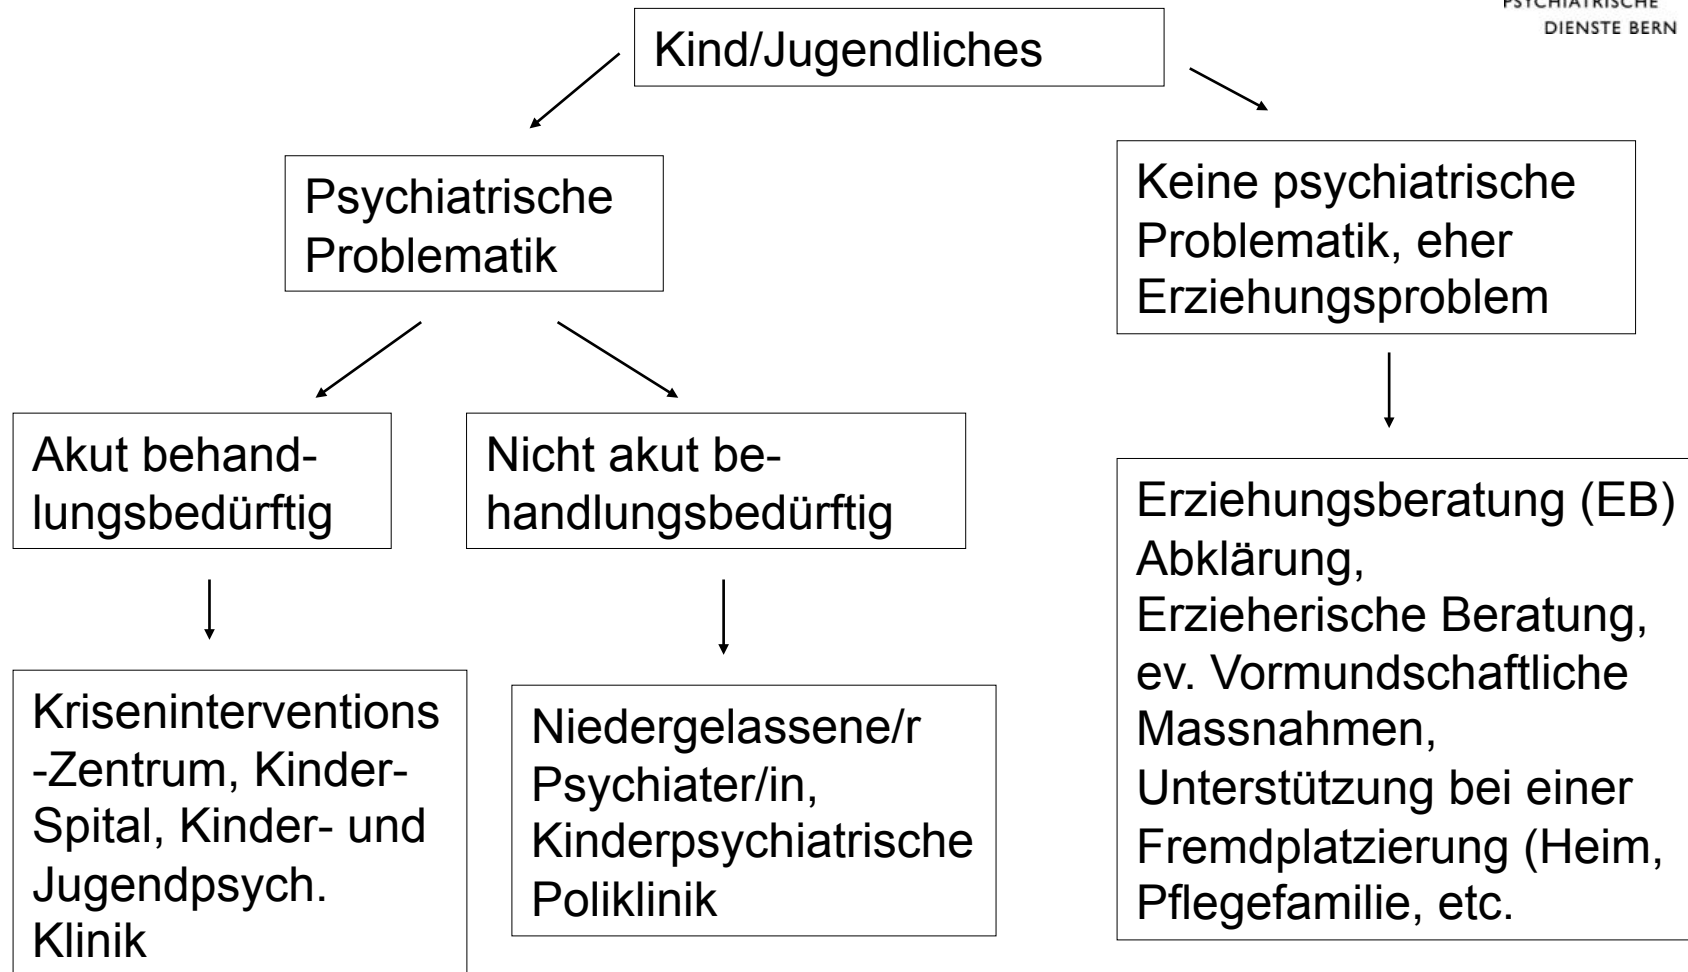 PSYCHIATRISCHE
DIENSTE BERN
Kind/Jugendliches
Psychiatrische
Problematik
Keine psychiatrische
Problematik, eher
Erziehungsproblem
Akut behand-
lungsbedürftig
Nicht akut be-
handlungsbedürftig
Kriseninterventions
-Zentrum, Kinder-
Spital, Kinder- und
Jugendpsych.
Klinik
Niedergelassene/r
Psychiater/in,
Kinderpsychiatrische
Poliklinik
Erziehungsberatung (EB)
Abklärung,
Erzieherische Beratung,
ev. Vormundschaftliche
Massnahmen,
Unterstützung bei einer
Fremdplatzierung (Heim,
Pflegefamilie, etc.